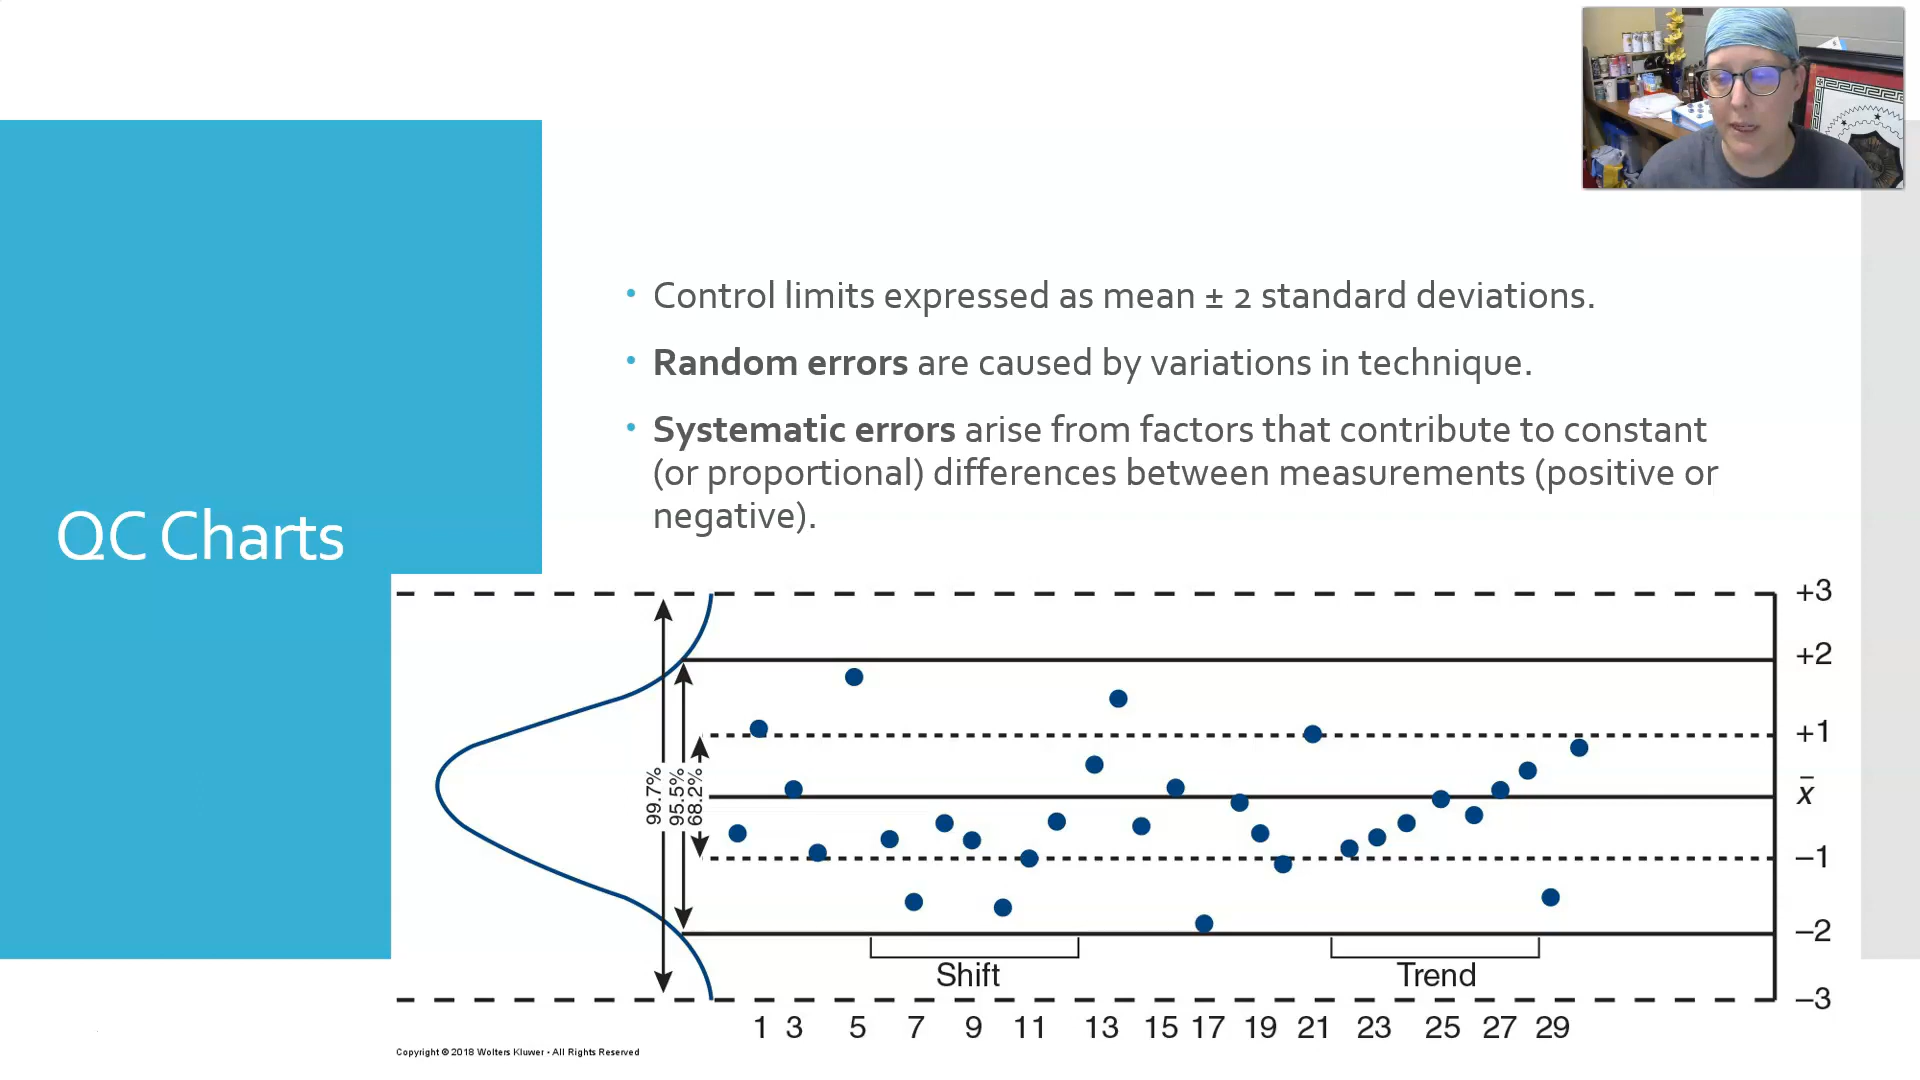 QC Charts
• Control limits expressed as mean ± 2 standard deviations.
• Random errors are caused by variations in technique.
• Systematic errors arise from factors that contribute to constant
(or proportional) differences between measurements (positive or
negative).
+3
+2
+1
x̄
–1
–2
–3
99.7%
95.5%
68.2%
Shift
Trend
1 3 5 7 9 11 13 15 17 19 21 23 25 27 29
Copyright © 2018 Wolters Kluwer • All Rights Reserved